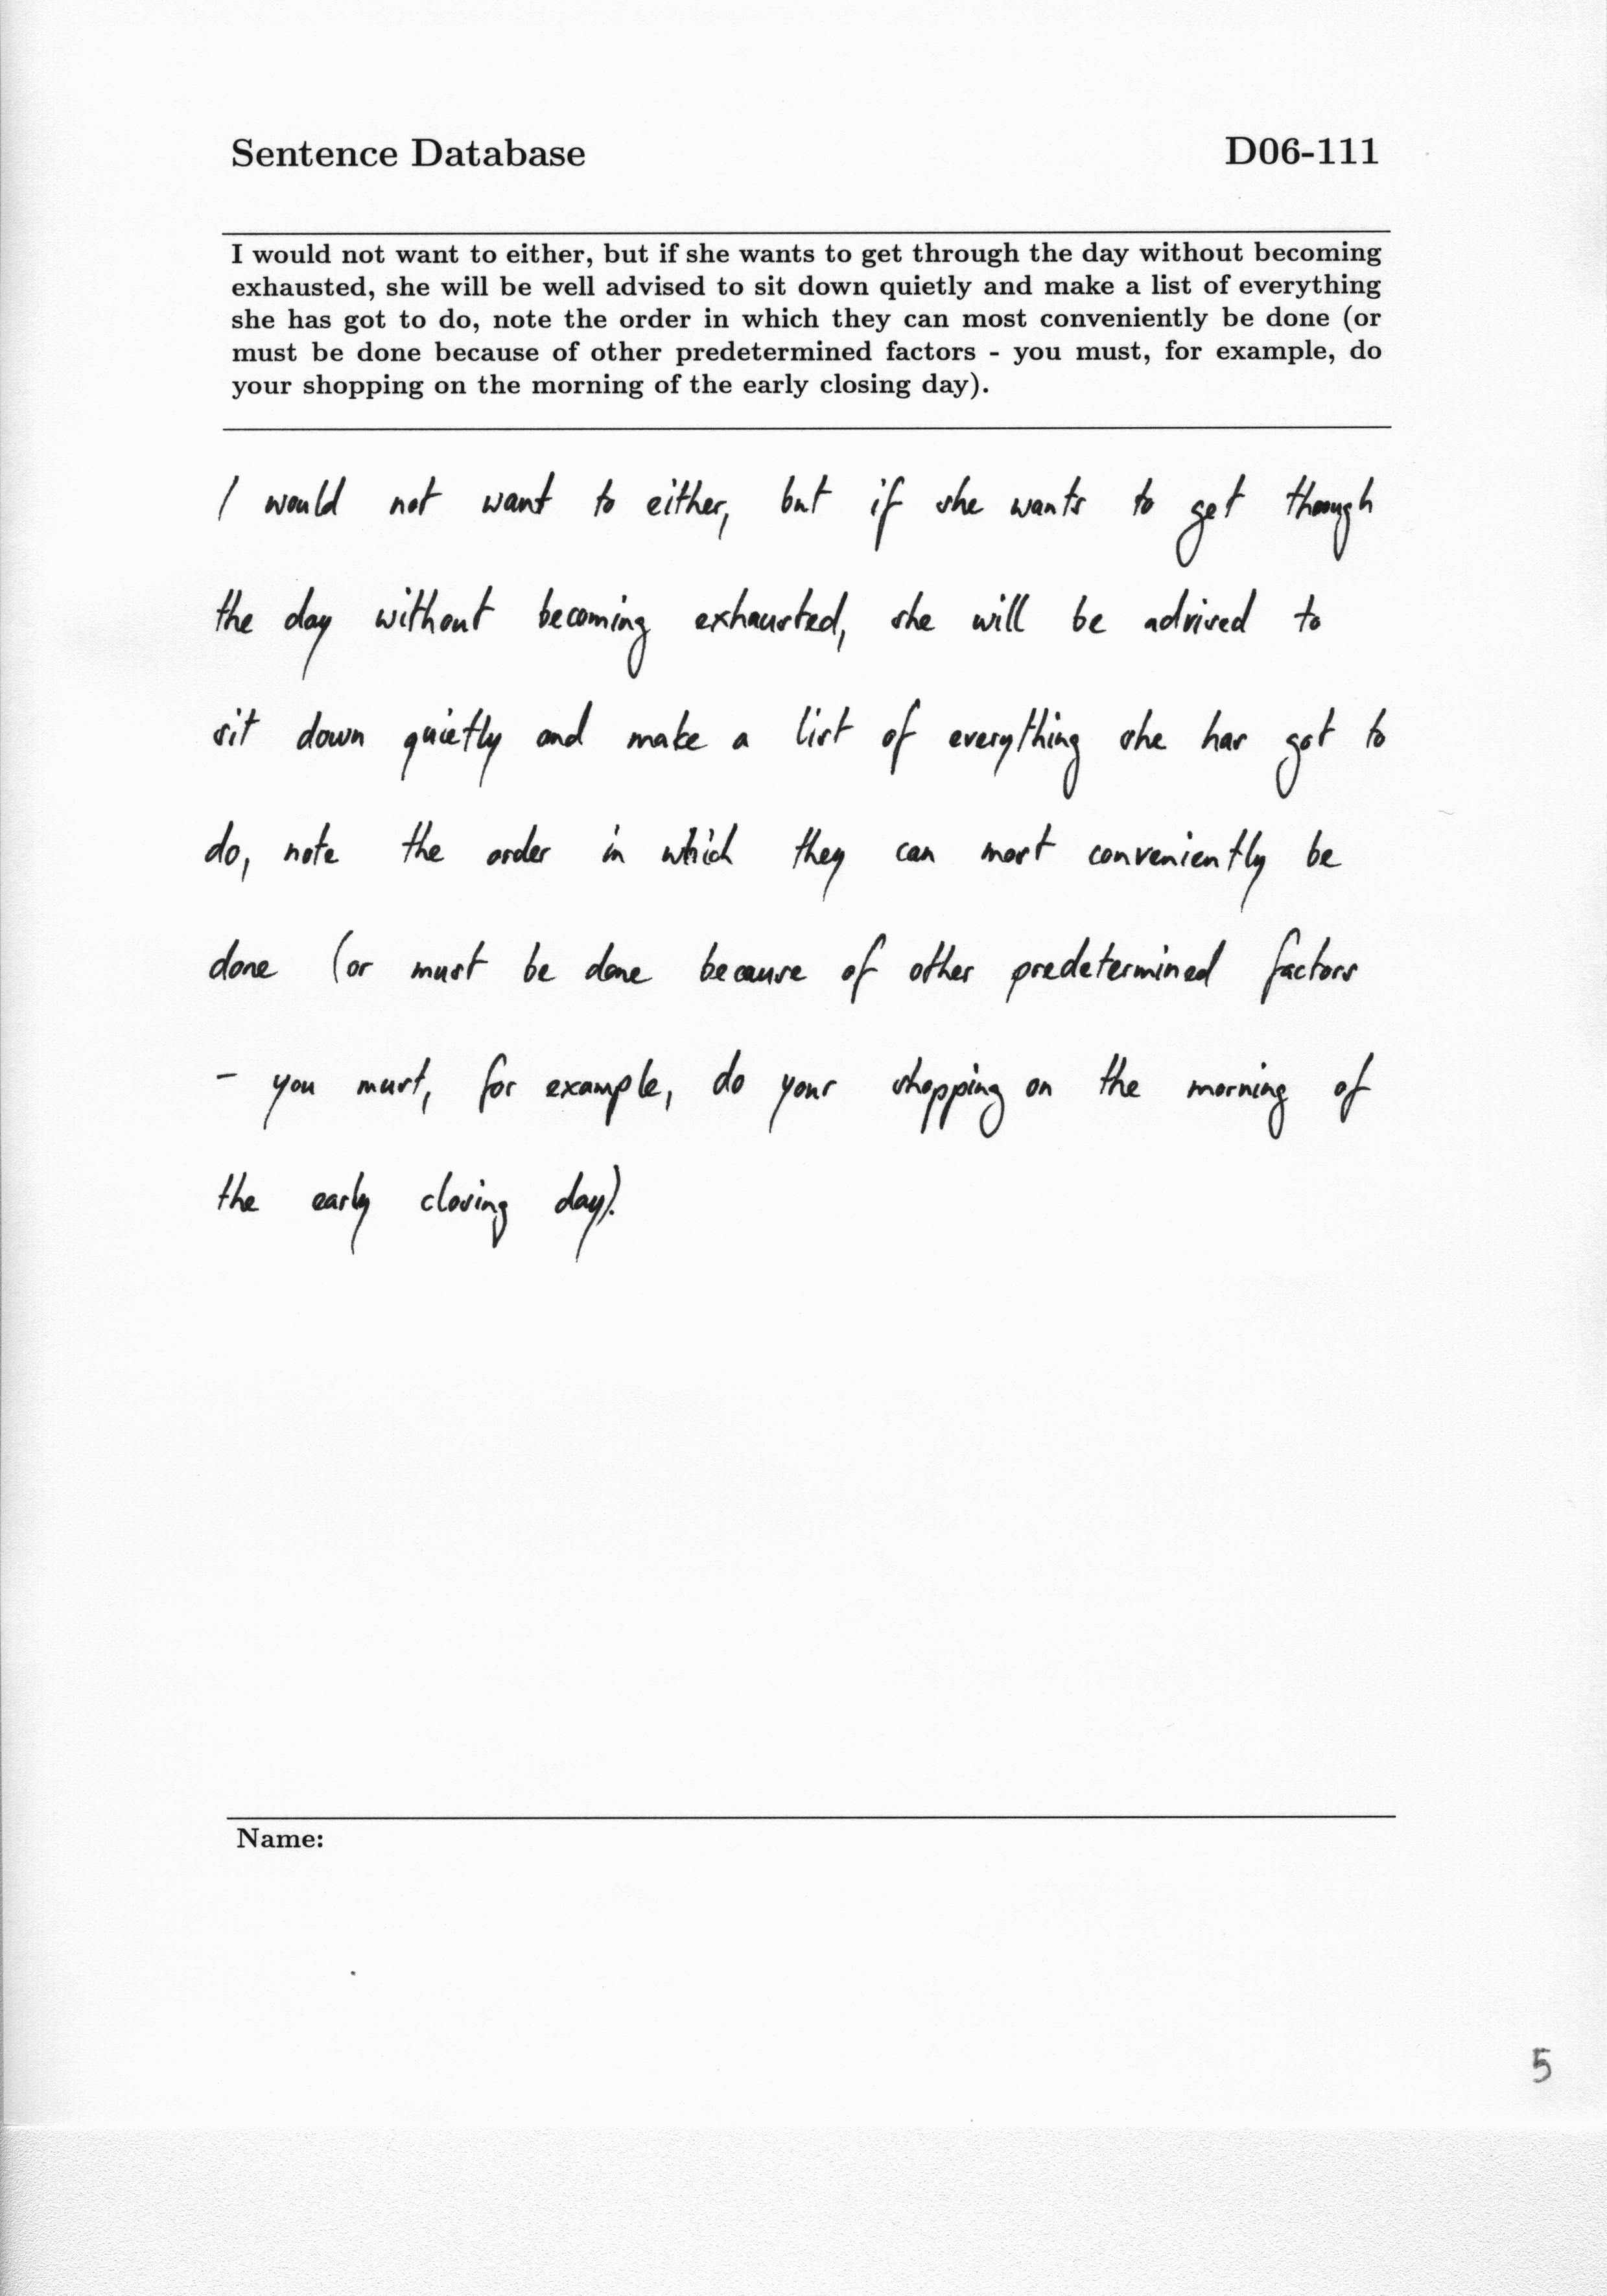 Sentence Database D06-111
I would not want to either, but if she wants to get through the day without becoming
exhausted, she will be well advised to sit down quietly and make a list of everything
she has got to do, note the order in which they can most conveniently be done (or
must be done because of other predetermined factors - you must, for example, do
your shopping on the morning of the early closing day).
I would not want to either, but if she wants to get through
the day without becoming exhausted, she will be advised to
sit down quietly and make a list of everything she has got to
do, note the order in which they can most conveniently be
done (or must be done because of other predetermined factors
- you must, for example, do your shopping on the morning of
the early closing day).
Name:
5